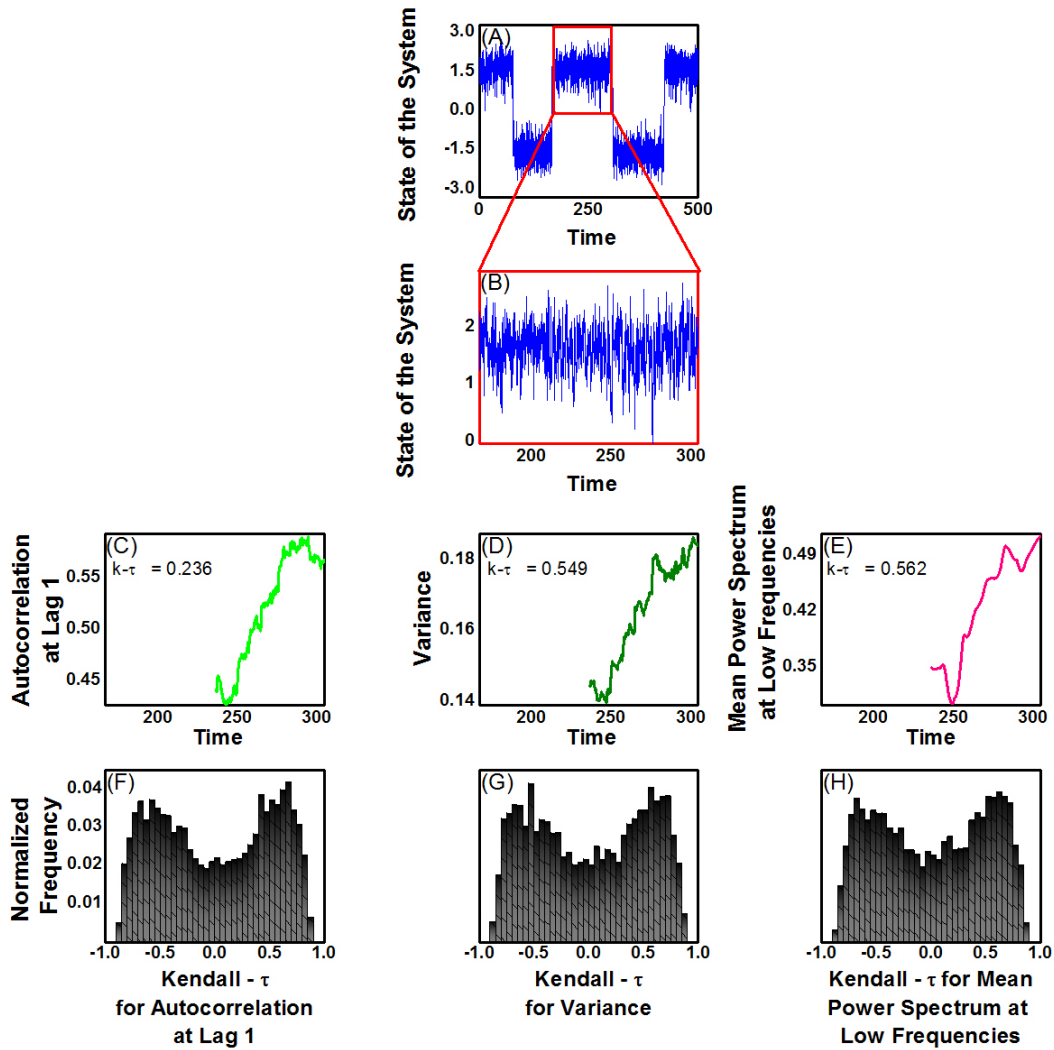 (A)
State of the System
3.0
1.5
0.0
-1.5
-3.0
0
250
500
Time
(B)
State of the System
2
1
0
200
250
300
Time
(C)
k-τ = 0.236
Autocorrelation
at Lag 1
0.55
0.50
0.45
200
250
300
Time
(D)
k-τ = 0.549
Variance
0.18
0.16
0.14
200
250
300
Time
(E)
k-τ = 0.562
Mean Power Spectrum
at Low Frequencies
0.49
0.42
0.35
200
250
300
Time
(F)
Normalized
Frequency
0.04
0.03
0.02
0.01
-1.0
-0.5
0.0
0.5
1.0
Kendall - τ
for Autocorrelation
at Lag 1
(G)
-1.0
-0.5
0.0
0.5
1.0
Kendall - τ
for Variance
(H)
-1.0
-0.5
0.0
0.5
1.0
Kendall - τ for Mean
Power Spectrum at
Low Frequencies